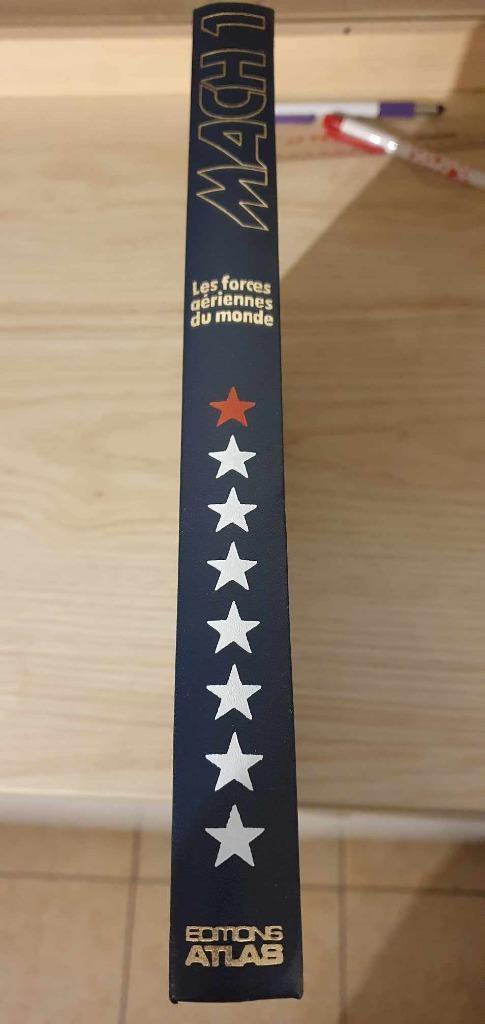 MACH 1
Les forces
aériennes
du monde
EDITIONS
ATLAS